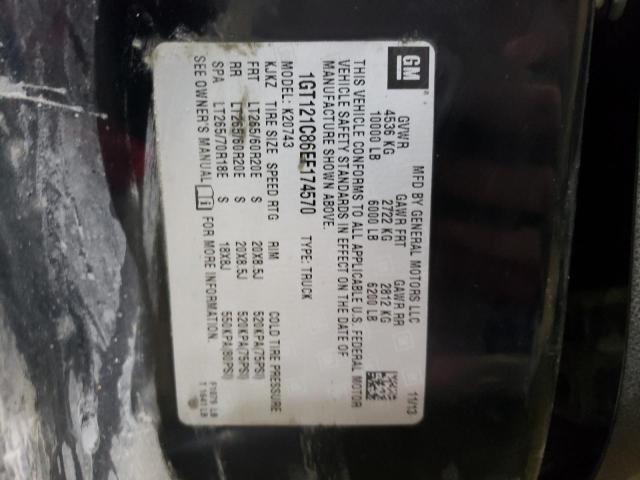 GM
MFD BY GENERAL MOTORS LLC
11/13
GVWR GAWR FRT GAWR RR
4536 KG 2722 KG 2812 KG
10000 LB 6000 LB 6200 LB
THIS VEHICLE CONFORMS TO ALL APPLICABLE U.S. FEDERAL MOTOR
VEHICLE SAFETY STANDARDS IN EFFECT ON THE DATE OF
MANUFACTURE SHOWN ABOVE.
1GT121C86EF174570 TYPE: TRUCK
MODEL: K20743
KJKZ TIRE SIZE SPEED RTG RIM COLD TIRE PRESSURE
FRT LT265/60R20E S 20X8.5J 520KPA(75PSI)
RR LT265/60R20E S 20X8.5J 520KPA(75PSI)
SPA LT265/70R18E S 18X8J 550KPA(80PSI)
SEE OWNER'S MANUAL FOR MORE INFORMATION.